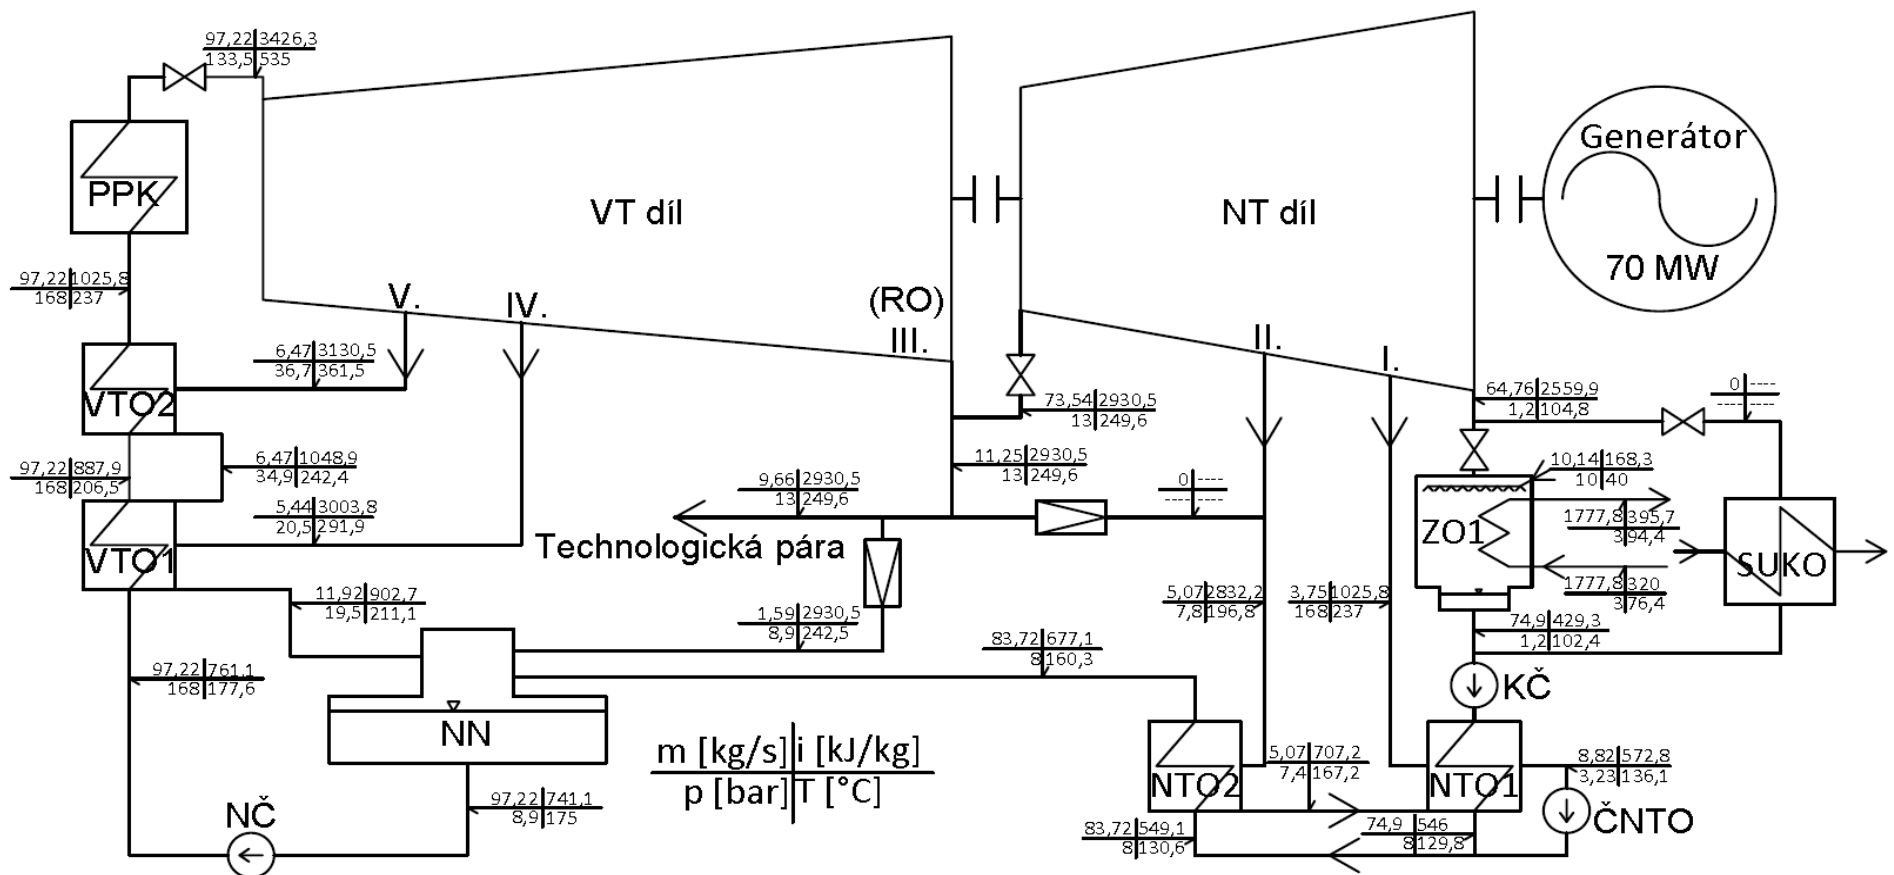 97,22 3426,3
133,5 535
PPK
VT díl
NT díl
Generátor
70 MW
97,22 1025,8
168 237
V.
IV.
(RO)
III.
II.
I.
6,47 3130,5
36,7 361,5
VTO2
73,54 2930,5
13 249,6
64,76 2559,9
1,2 104,8
0 ----
--------
97,22 887,9
168 206,5
6,47 1048,9
34,9 242,4
11,25 2930,5
13 249,6
10,14 168,3
10 40
5,44 3003,8
20,5 291,9
9,66 2930,5
13 249,6
0 ----
--------
1777,8 395,7
3 94,4
VTO1
Technologická pára
ZO1
SUKO
11,92 902,7
19,5 211,1
1,59 2930,5
8,9 242,5
5,07 2832,2
7,8 196,8
3,75 1025,8
168 237
1777,8 320
3 76,4
74,9 429,3
1,2 102,4
97,22 761,1
168 177,6
83,72 677,1
8 160,3
KČ
NN
m [kg/s] i [kJ/kg]
p [bar] T [°C]
NTO2
5,07 707,2
7,4 167,2
NTO1
8,82 572,8
3,23 136,1
NČ
97,22 741,1
8,9 175
83,72 549,1
8 130,6
74,9 546
8 129,8
ČNTO